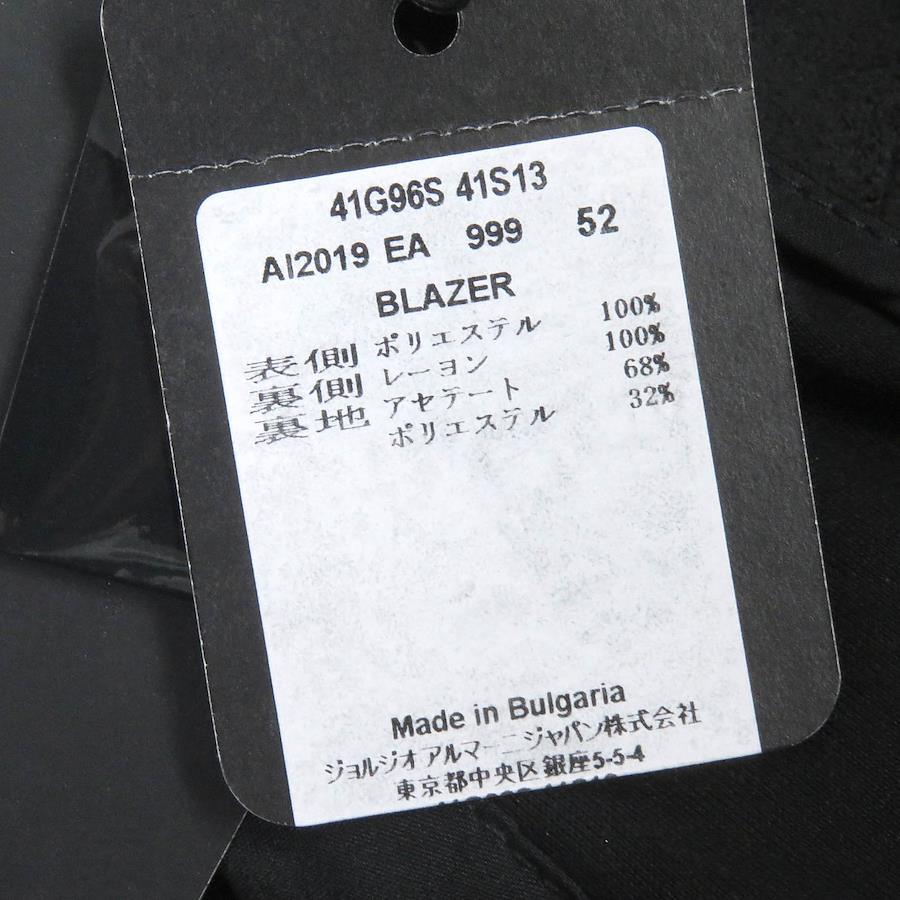 41G96S 41S13
AI2019 EA 999 52
BLAZER
表側 ポリエステル 100%
裏側 レーヨン 100%
裏地 アセテート 68%
ポリエステル 32%
Made in Bulgaria
ジョルジオアルマーニジャパン株式会社
東京都中央区銀座5-5-4